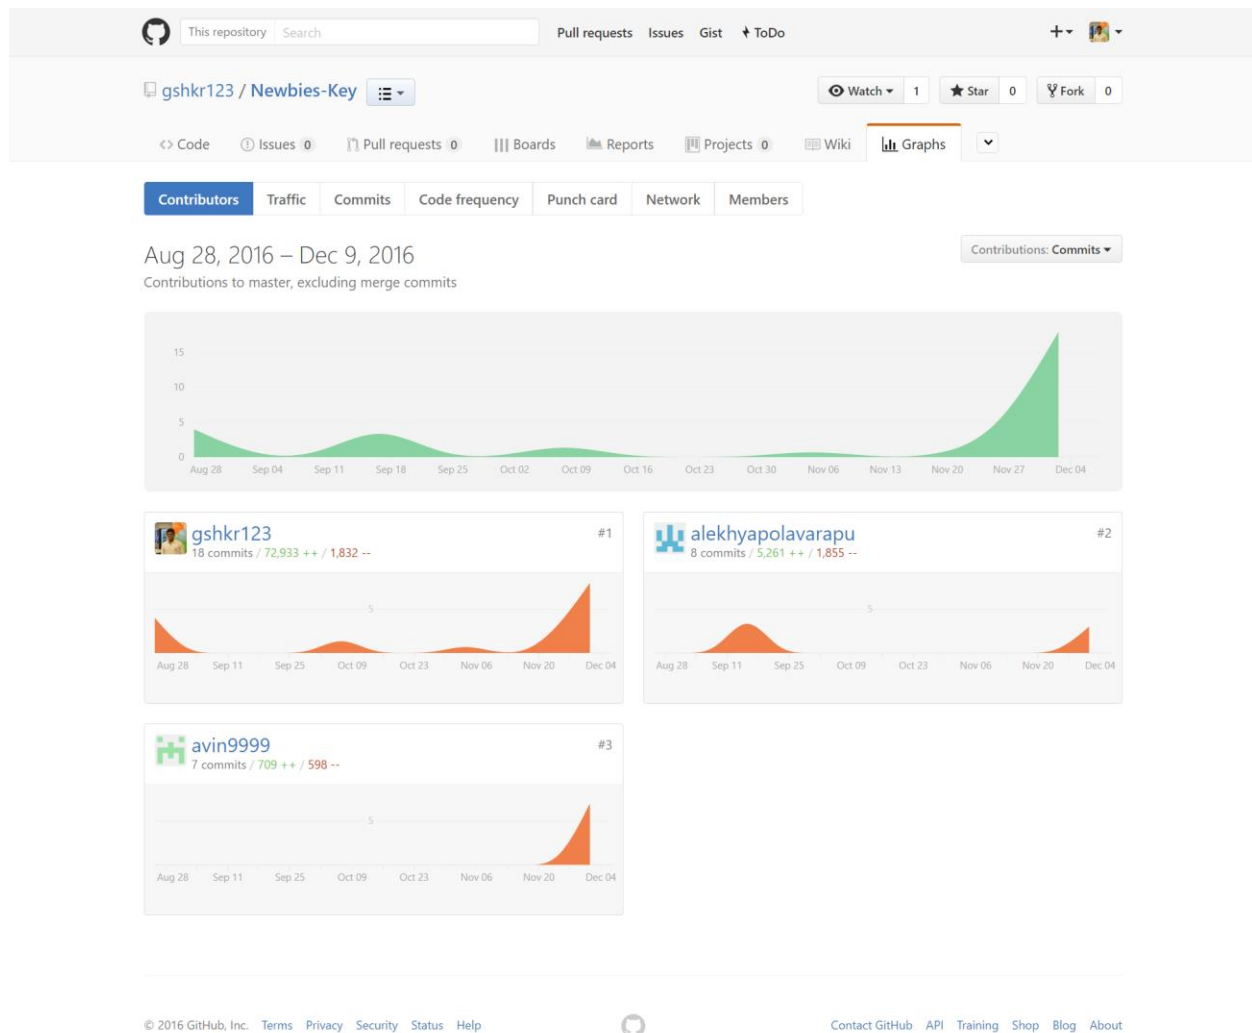 This repository Search Pull requests Issues Gist ToDo
gshkr123 / Newbies-Key Watch 1 Star 0 Fork 0
Code Issues 0 Pull requests 0 Boards Reports Projects 0 Wiki Graphs
Contributors Traffic Commits Code frequency Punch card Network Members
Aug 28, 2016 – Dec 9, 2016 Contributions: Commits
Contributions to master, excluding merge commits
15
10
5
0
Aug 28 Sep 04 Sep 11 Sep 18 Sep 25 Oct 02 Oct 09 Oct 16 Oct 23 Oct 30 Nov 06 Nov 13 Nov 20 Nov 27 Dec 04
gshkr123 #1
18 commits / 72,933 ++ / 1,832 --
5
Aug 28 Sep 11 Sep 25 Oct 09 Oct 23 Nov 06 Nov 20 Dec 04
alekhyapolavarapu #2
8 commits / 5,261 ++ / 1,855 --
5
Aug 28 Sep 11 Sep 25 Oct 09 Oct 23 Nov 06 Nov 20 Dec 04
avin9999 #3
7 commits / 709 ++ / 598 --
5
Aug 28 Sep 11 Sep 25 Oct 09 Oct 23 Nov 06 Nov 20 Dec 04
© 2016 GitHub, Inc. Terms Privacy Security Status Help Contact GitHub API Training Shop Blog About